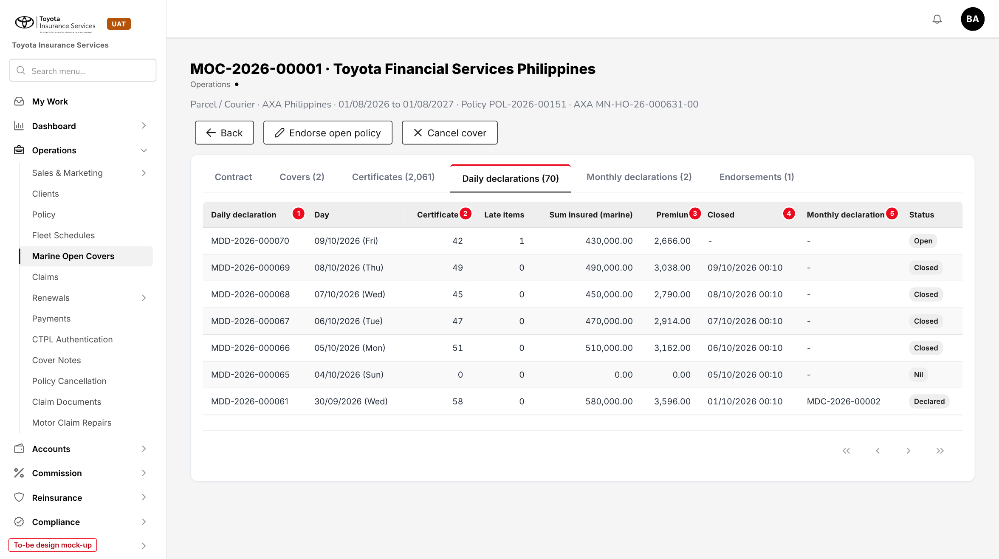 Toyota
Insurance Services
UAT
BA
Toyota Insurance Services
Search menu...
My Work
Dashboard
Operations
Sales & Marketing
Clients
Policy
Fleet Schedules
Marine Open Covers
Claims
Renewals
Payments
CTPL Authentication
Cover Notes
Policy Cancellation
Claim Documents
Motor Claim Repairs
Accounts
Commission
Reinsurance
Compliance
To-be design mock-up
MOC-2026-00001 · Toyota Financial Services Philippines
Operations
Parcel / Courier · AXA Philippines · 01/08/2026 to 01/08/2027 · Policy POL-2026-00151 · AXA MN-HO-26-000631-00
Back Endorse open policy Cancel cover
Contract Covers (2) Certificates (2,061) Daily declarations (70) Monthly declarations (2) Endorsements (1)
Daily declaration 1 Day Certificate 2 Late items Sum insured (marine) Premium 3 Closed 4 Monthly declaration 5 Status
MDD-2026-000070 09/10/2026 (Fri) 42 1 430,000.00 2,666.00 - - Open
MDD-2026-000069 08/10/2026 (Thu) 49 0 490,000.00 3,038.00 09/10/2026 00:10 - Closed
MDD-2026-000068 07/10/2026 (Wed) 45 0 450,000.00 2,790.00 08/10/2026 00:10 - Closed
MDD-2026-000067 06/10/2026 (Tue) 47 0 470,000.00 2,914.00 07/10/2026 00:10 - Closed
MDD-2026-000066 05/10/2026 (Mon) 51 0 510,000.00 3,162.00 06/10/2026 00:10 - Closed
MDD-2026-000065 04/10/2026 (Sun) 0 0 0.00 0.00 05/10/2026 00:10 - Nil
MDD-2026-000061 30/09/2026 (Wed) 58 0 580,000.00 3,596.00 01/10/2026 00:10 MDC-2026-00002 Declared